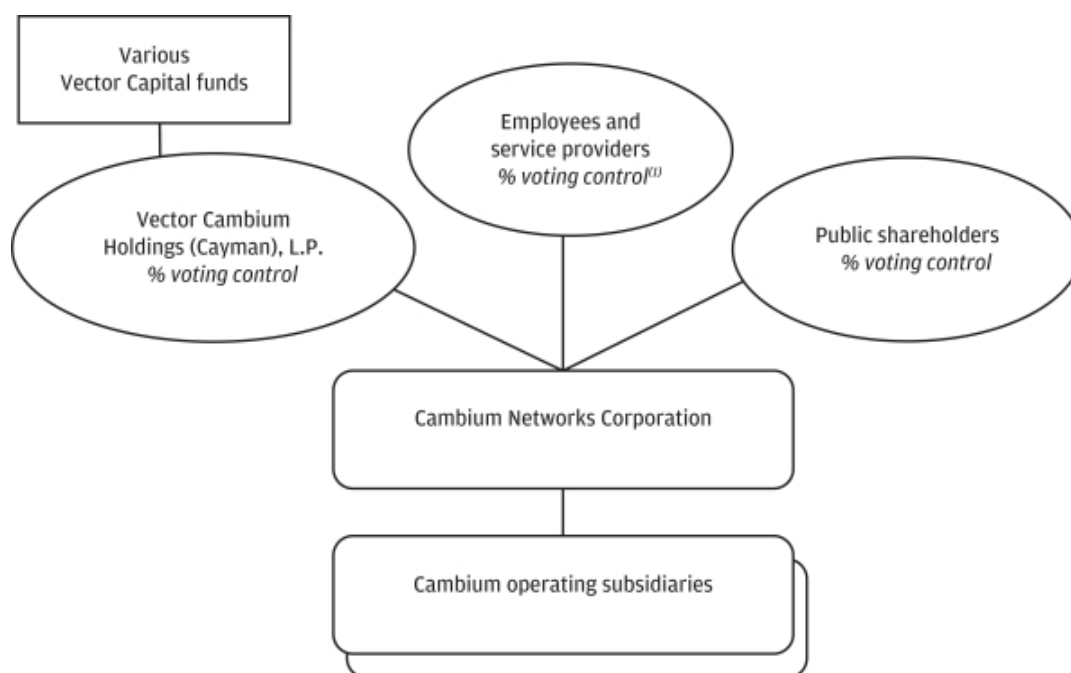 Various
Vector Capital funds
Employees and
service providers
% voting control(1)
Vector Cambium
Holdings (Cayman), L.P.
% voting control
Public shareholders
% voting control
Cambium Networks Corporation
Cambium operating subsidiaries